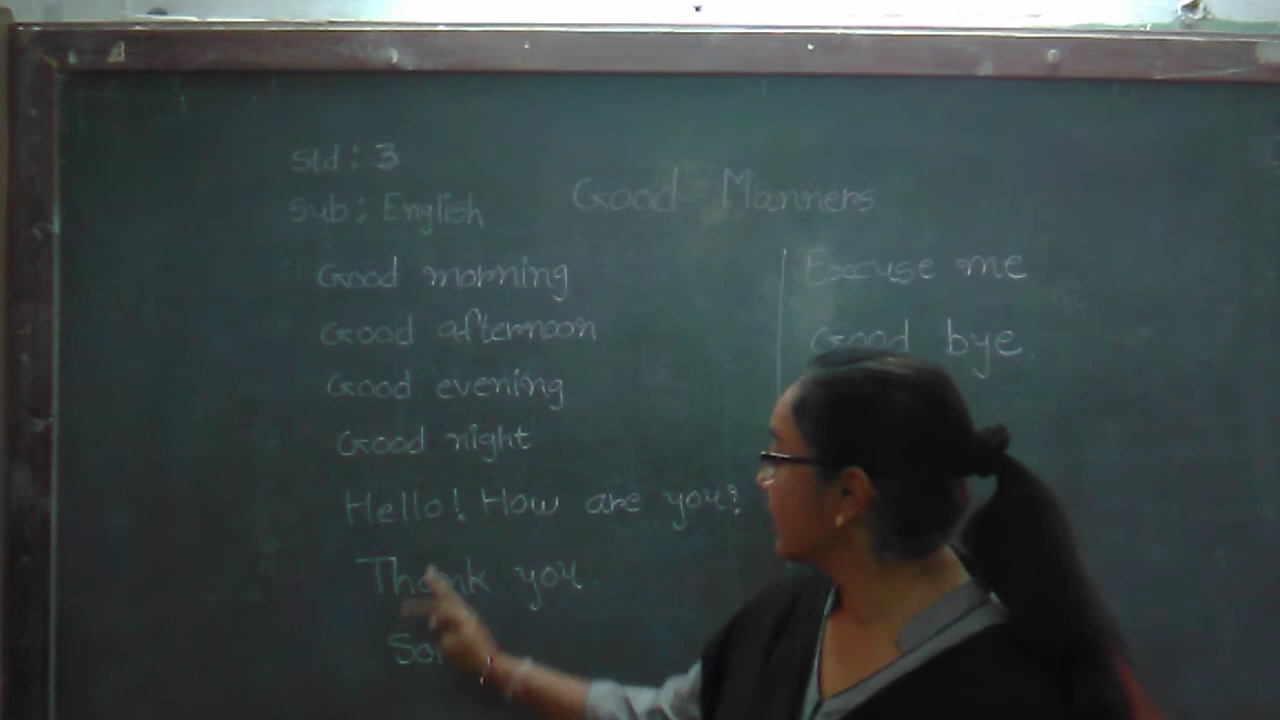 Std: 3
Sub: English
Good Manners
Good morning
Good afternoon
Good evening
Good night
Hello! How are you?
Thank you.
Excuse me
Good bye.